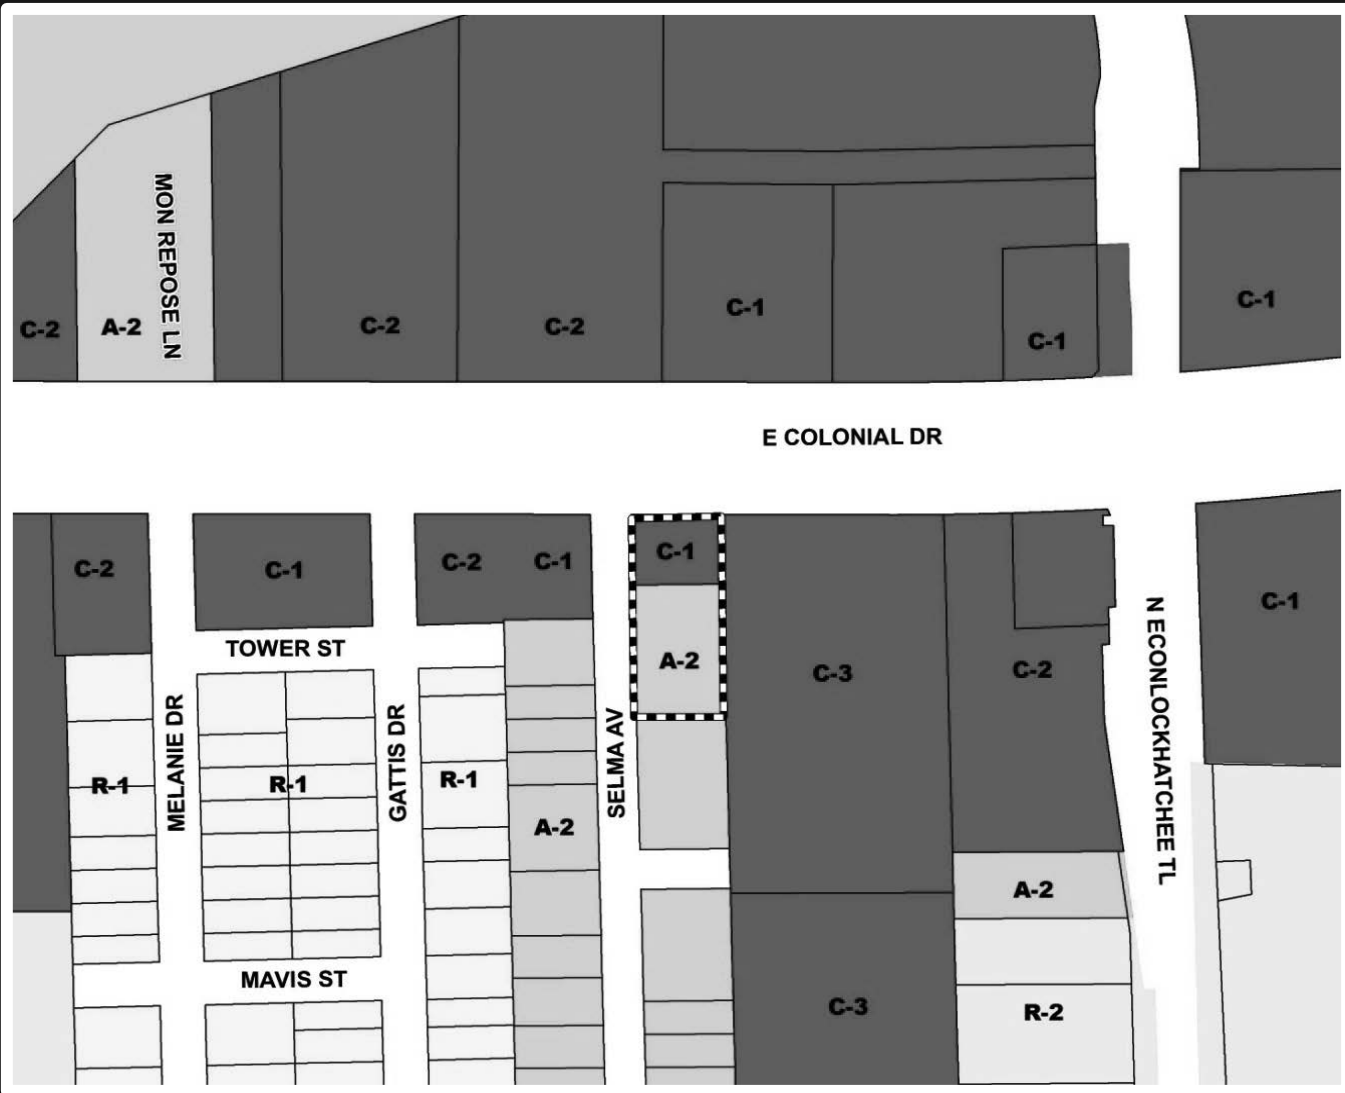 MON REPOSE LN
C-2
A-2
C-2
C-2
C-1
C-1
C-1
E COLONIAL DR
C-2
C-1
C-2
C-1
C-1
C-1
TOWER ST
A-2
C-3
C-2
N ECONLOCKHATCHEE TL
MELANIE DR
GATTIS DR
SELMA AV
R-1
R-1
R-1
A-2
A-2
MAVIS ST
C-3
R-2